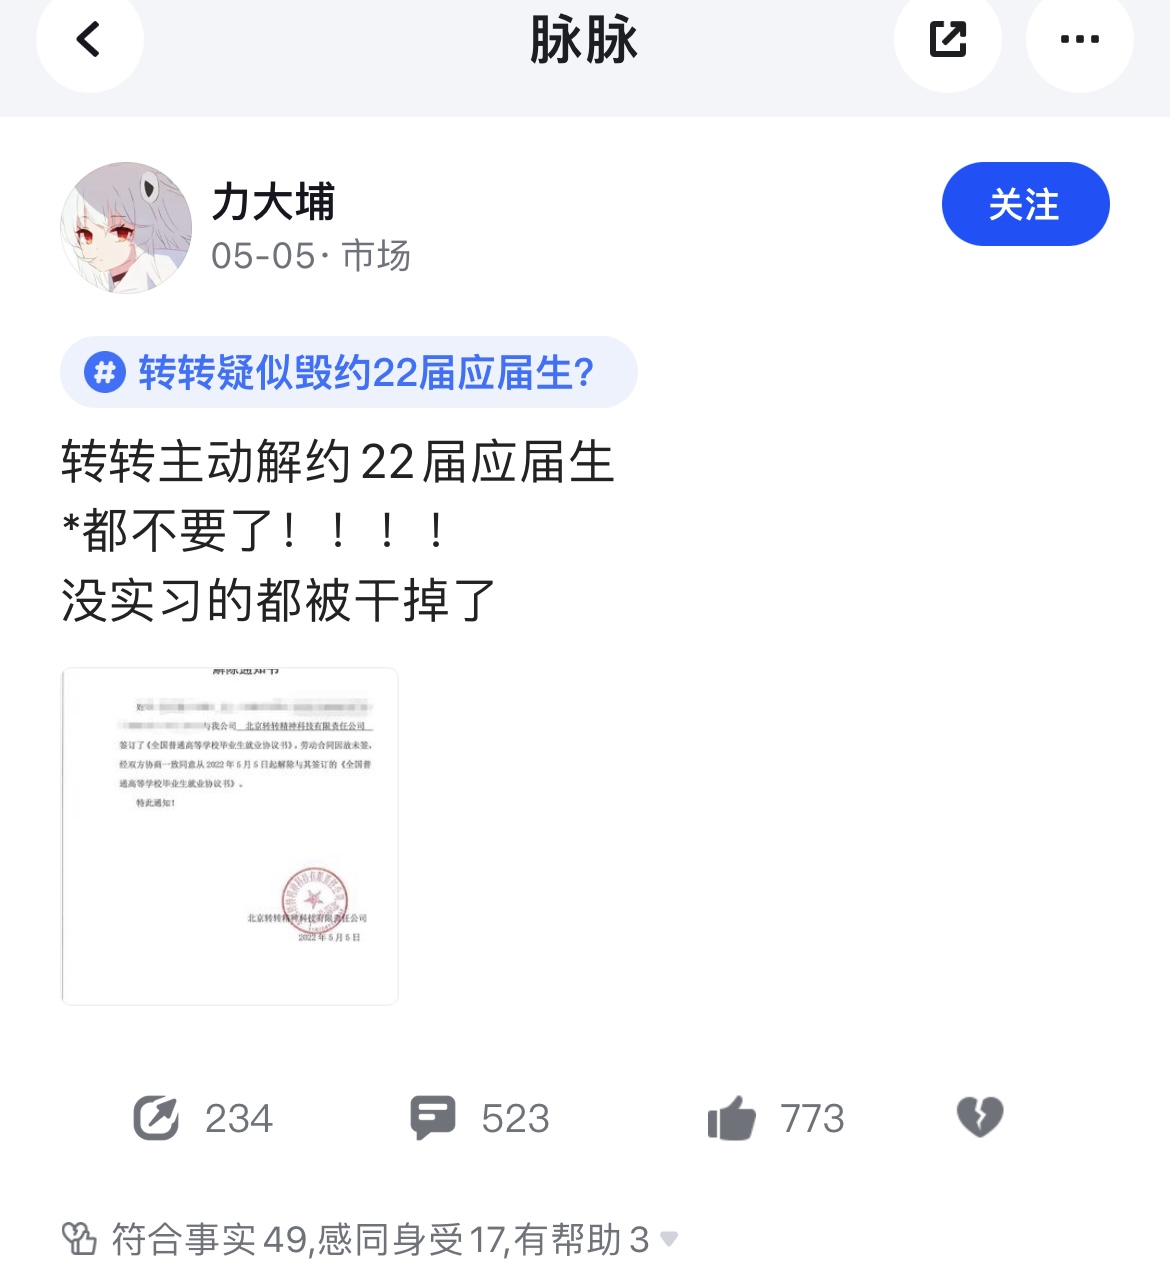 脉脉
力大埔
关注
05-05· 市场
# 转转疑似毁约22届应届生?
转转主动解约22届应届生
*都不要了！！！！
没实习的都被干掉了
解除通知书
与我公司 北京转转精神科技有限责任公司
签订了《全国普通高等学校毕业生就业协议书》，劳动合同因故未签，
经双方协商一致同意从 2022 年 5 月 5 日起解除与其签订的《全国普
通高等学校毕业生就业协议书》。
特此通知！
北京转转精神科技有限责任公司
2022 年 5 月 5 日
234 523 773
符合事实49,感同身受17,有帮助3